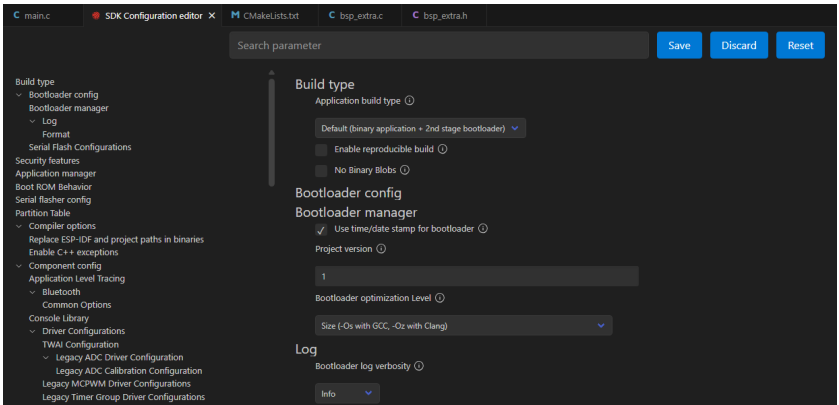 main.c
SDK Configuration editor
CMakeLists.txt
bsp_extra.c
bsp_extra.h
Search parameter
Save
Discard
Reset
Build type
Bootloader config
Bootloader manager
Log
Format
Serial Flash Configurations
Security features
Application manager
Boot ROM Behavior
Serial flasher config
Partition Table
Compiler options
Replace ESP-IDF and project paths in binaries
Enable C++ exceptions
Component config
Application Level Tracing
Bluetooth
Common Options
Console Library
Driver Configurations
TWAI Configuration
Legacy ADC Driver Configuration
Legacy ADC Calibration Configuration
Legacy MCPWM Driver Configurations
Legacy Timer Group Driver Configurations
Build type
Application build type
Default (binary application + 2nd stage bootloader)
Enable reproducible build
No Binary Blobs
Bootloader config
Bootloader manager
Use time/date stamp for bootloader
Project version
1
Bootloader optimization Level
Size (-Os with GCC, -Oz with Clang)
Log
Bootloader log verbosity
Info